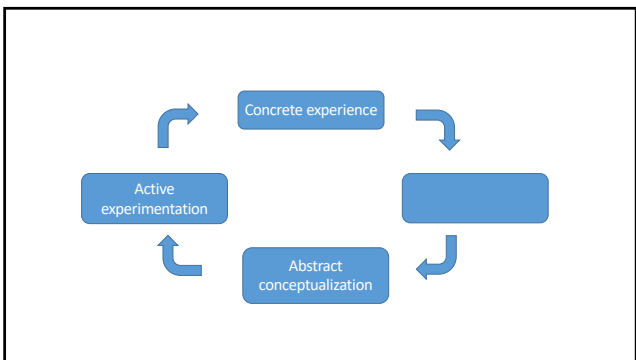 Concrete experience
Active
experimentation
Abstract
conceptualization